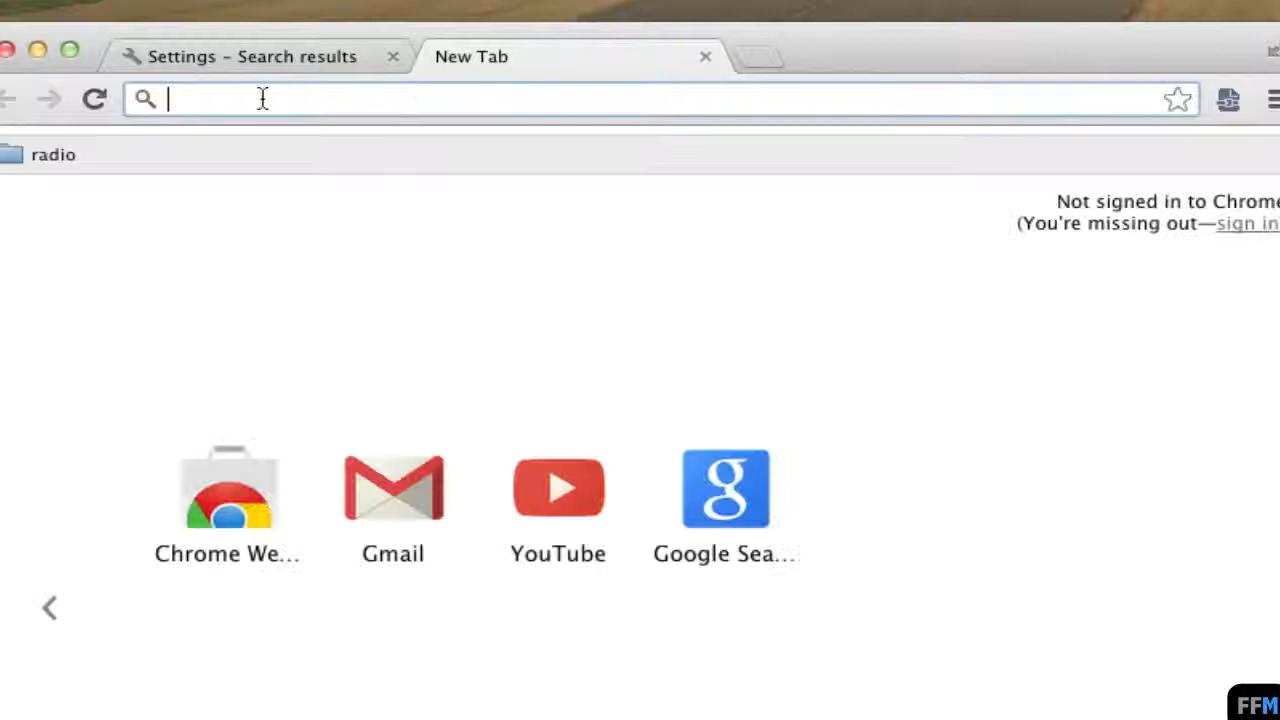 Settings – Search results
New Tab
radio
Not signed in to Chrome
(You're missing out—sign in
Chrome We...
Gmail
YouTube
Google Sea...
FFM